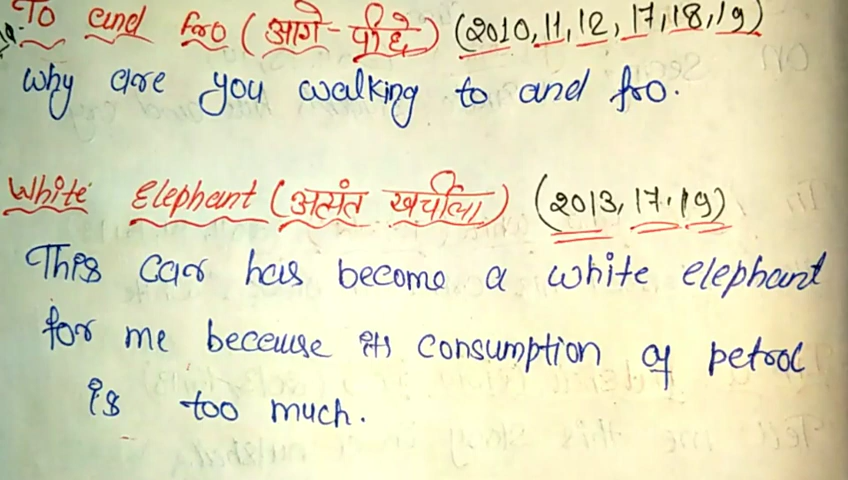 To and fro (आगे-पीछे) (2010, 11, 12, 17, 18, 19)
why are you walking to and fro.
White Elephant (अत्यंत खर्चीला) (2013, 17, 19)
This car has become a white elephant
for me because its consumption of petrol
is too much.